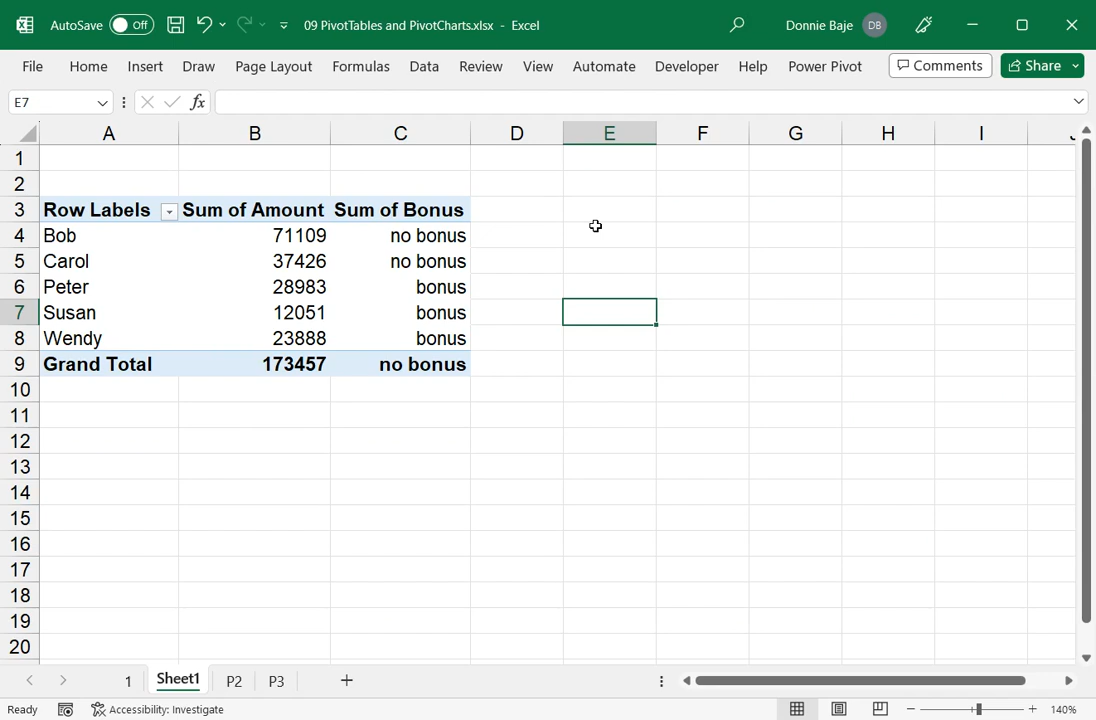 AutoSave Off 09 PivotTables and PivotCharts.xlsx - Excel Donnie Baje DB
File Home Insert Draw Page Layout Formulas Data Review View Automate Developer Help Power Pivot Comments Share
E7 fx
A B C D E F G H I
1
2
3 Row Labels Sum of Amount Sum of Bonus
4 Bob 71109 no bonus
5 Carol 37426 no bonus
6 Peter 28983 bonus
7 Susan 12051 bonus
8 Wendy 23888 bonus
9 Grand Total 173457 no bonus
10
11
12
13
14
15
16
17
18
19
20
1 Sheet1 P2 P3
Ready Accessibility: Investigate 140%